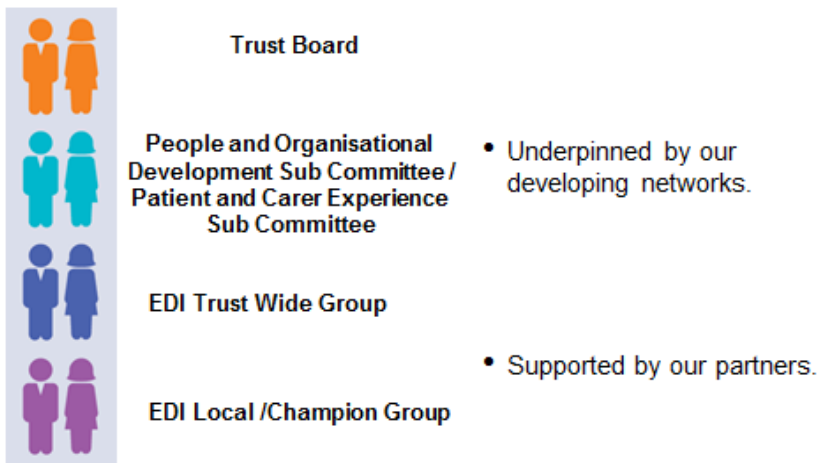 Trust Board
People and Organisational
Development Sub Committee /
Patient and Carer Experience
Sub Committee
• Underpinned by our
developing networks.
EDI Trust Wide Group
• Supported by our partners.
EDI Local /Champion Group